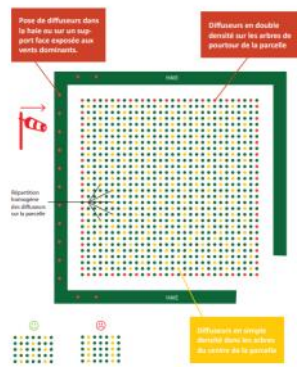 Pose de diffuseurs dans
la haie ou sur un sup-
port face exposée aux
vents dominants.
Diffuseurs en double
densité sur les arbres de
pourtour de la parcelle
HAIE
Répartition
homogène
des diffuseurs
sur la parcelle
HAIE
Diffuseurs en simple
densité dans les arbres
du centre de la parcelle